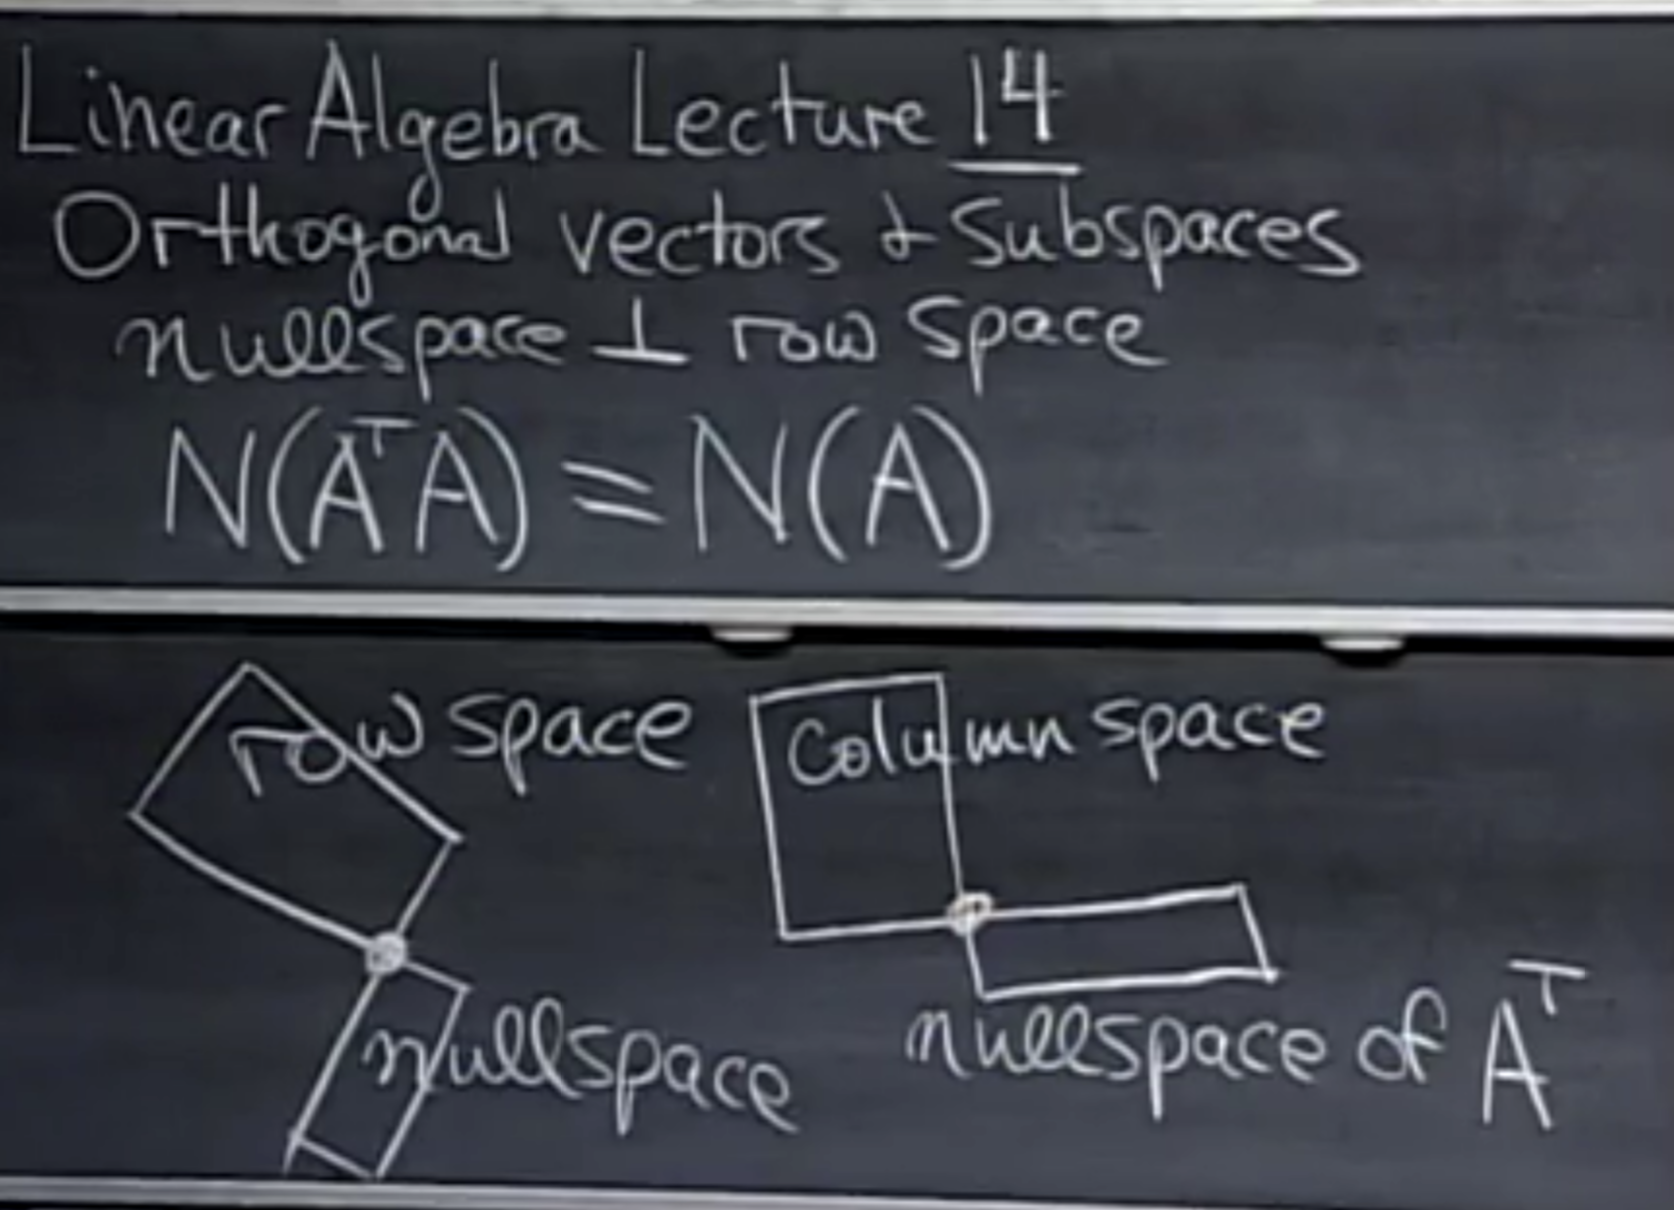 Linear Algebra Lecture 14
Orthogonal vectors & Subspaces
nullspace ⊥ row space
N(AᵀA) = N(A)
row space
column space
nullspace
nullspace of Aᵀ